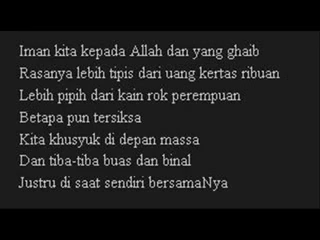 Iman kita kepada Allah dan yang ghaib
Rasanya lebih tipis dari uang kertas ribuan
Lebih pipih dari kain rok perempuan
Betapa pun tersiksa
Kita khusyuk di depan massa
Dan tiba-tiba buas dan binal
Justru di saat sendiri bersamaNya